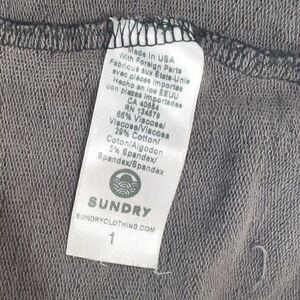 Made in USA
With Foreign Parts
Fabriqué aux États-Unis
avec pièces importées
Hecho en los EEUU
con piezas importadas
CA 40594
RN 134579
66% Viscose/
Viscose/Viscosa
29% Cotton/
Coton/Algodon
5% Spandex/
Spandex/Spandex
SUNDRY
SUNDRYCLOTHING.COM
1